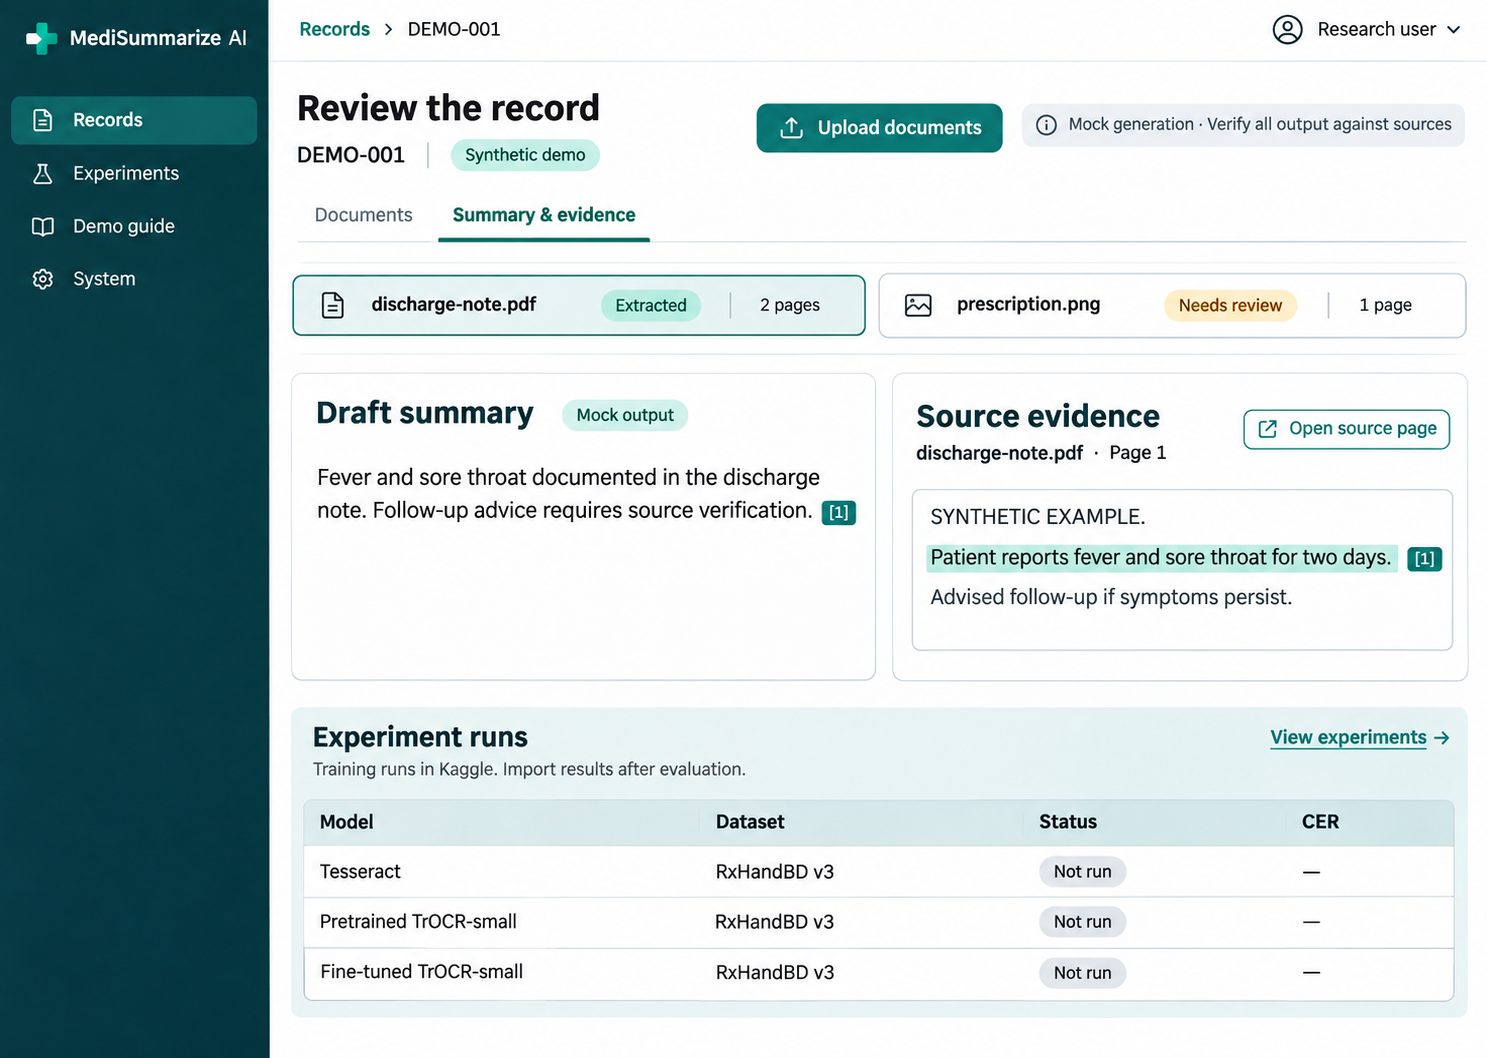 MediSummarize AI
Records
Experiments
Demo guide
System
Records > DEMO-001
Research user
Review the record
DEMO-001
Synthetic demo
Upload documents
Mock generation · Verify all output against sources
Documents
Summary & evidence
discharge-note.pdf
Extracted
2 pages
prescription.png
Needs review
1 page
Draft summary
Mock output
Fever and sore throat documented in the discharge
note. Follow-up advice requires source verification. [1]
Source evidence
discharge-note.pdf · Page 1
Open source page
SYNTHETIC EXAMPLE.
Patient reports fever and sore throat for two days. [1]
Advised follow-up if symptoms persist.
Experiment runs
Training runs in Kaggle. Import results after evaluation.
View experiments →
Model Dataset Status CER
Tesseract RxHandBD v3 Not run —
Pretrained TrOCR-small RxHandBD v3 Not run —
Fine-tuned TrOCR-small RxHandBD v3 Not run —